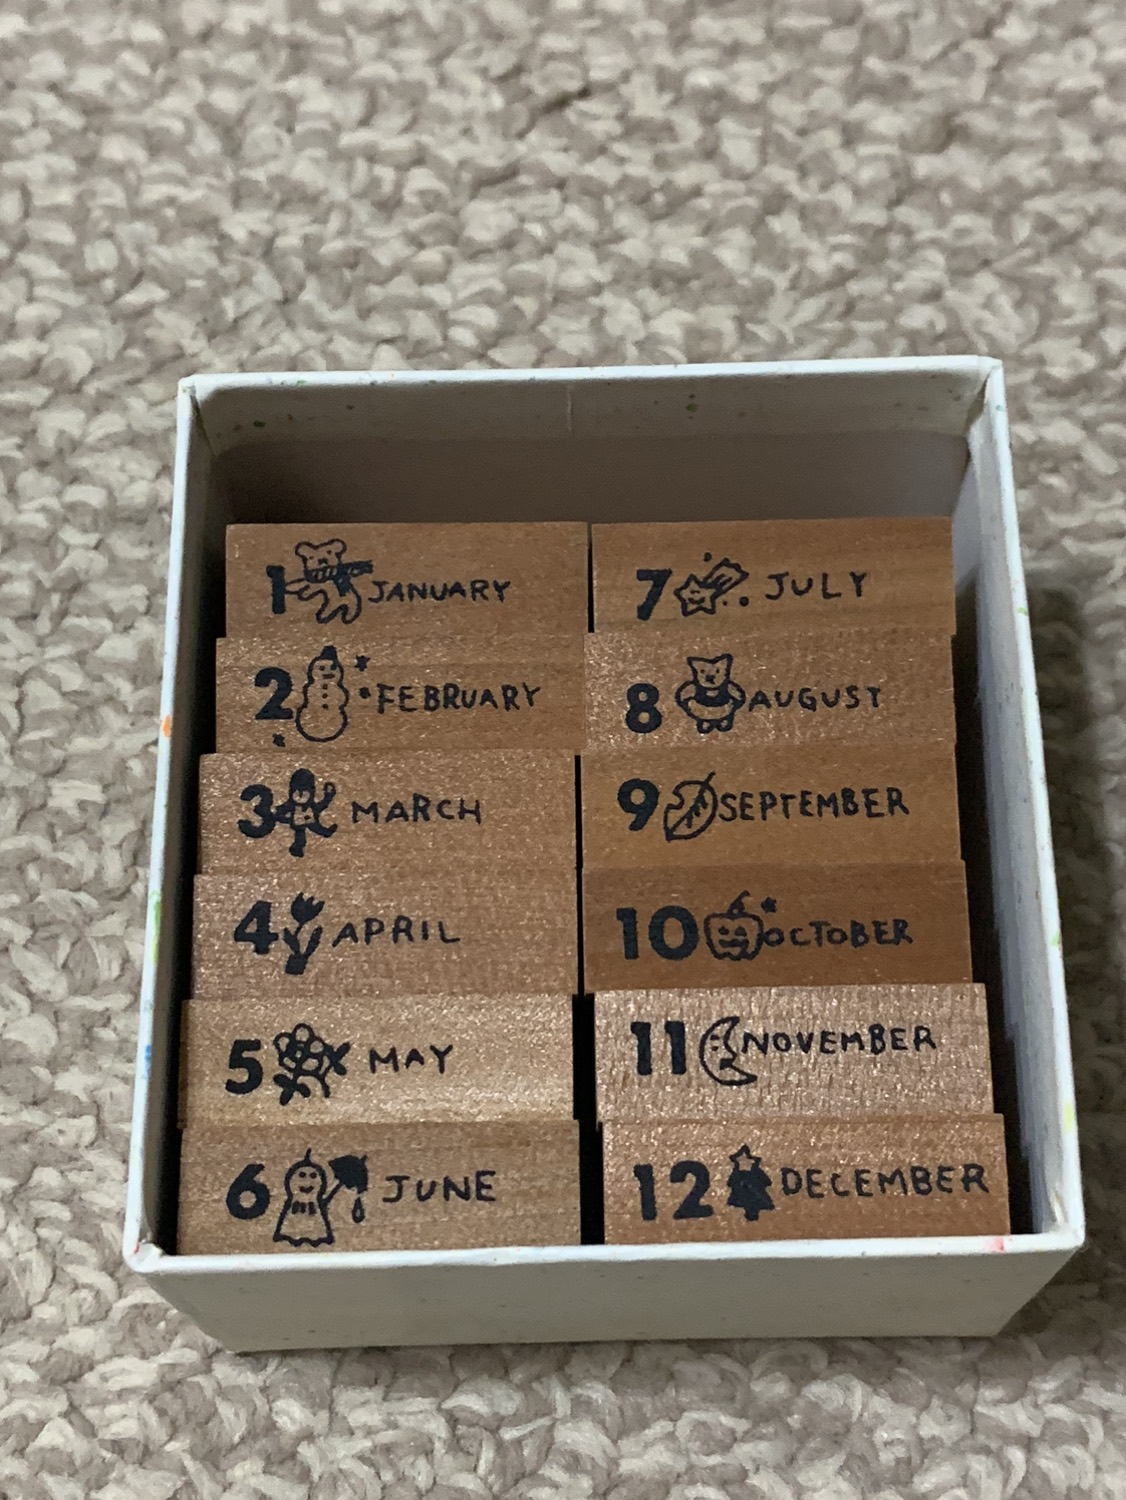 1 JANUARY
2 FEBRUARY
3 MARCH
4 APRIL
5 MAY
6 JUNE
7 JULY
8 AUGUST
9 SEPTEMBER
10 OCTOBER
11 NOVEMBER
12 DECEMBER